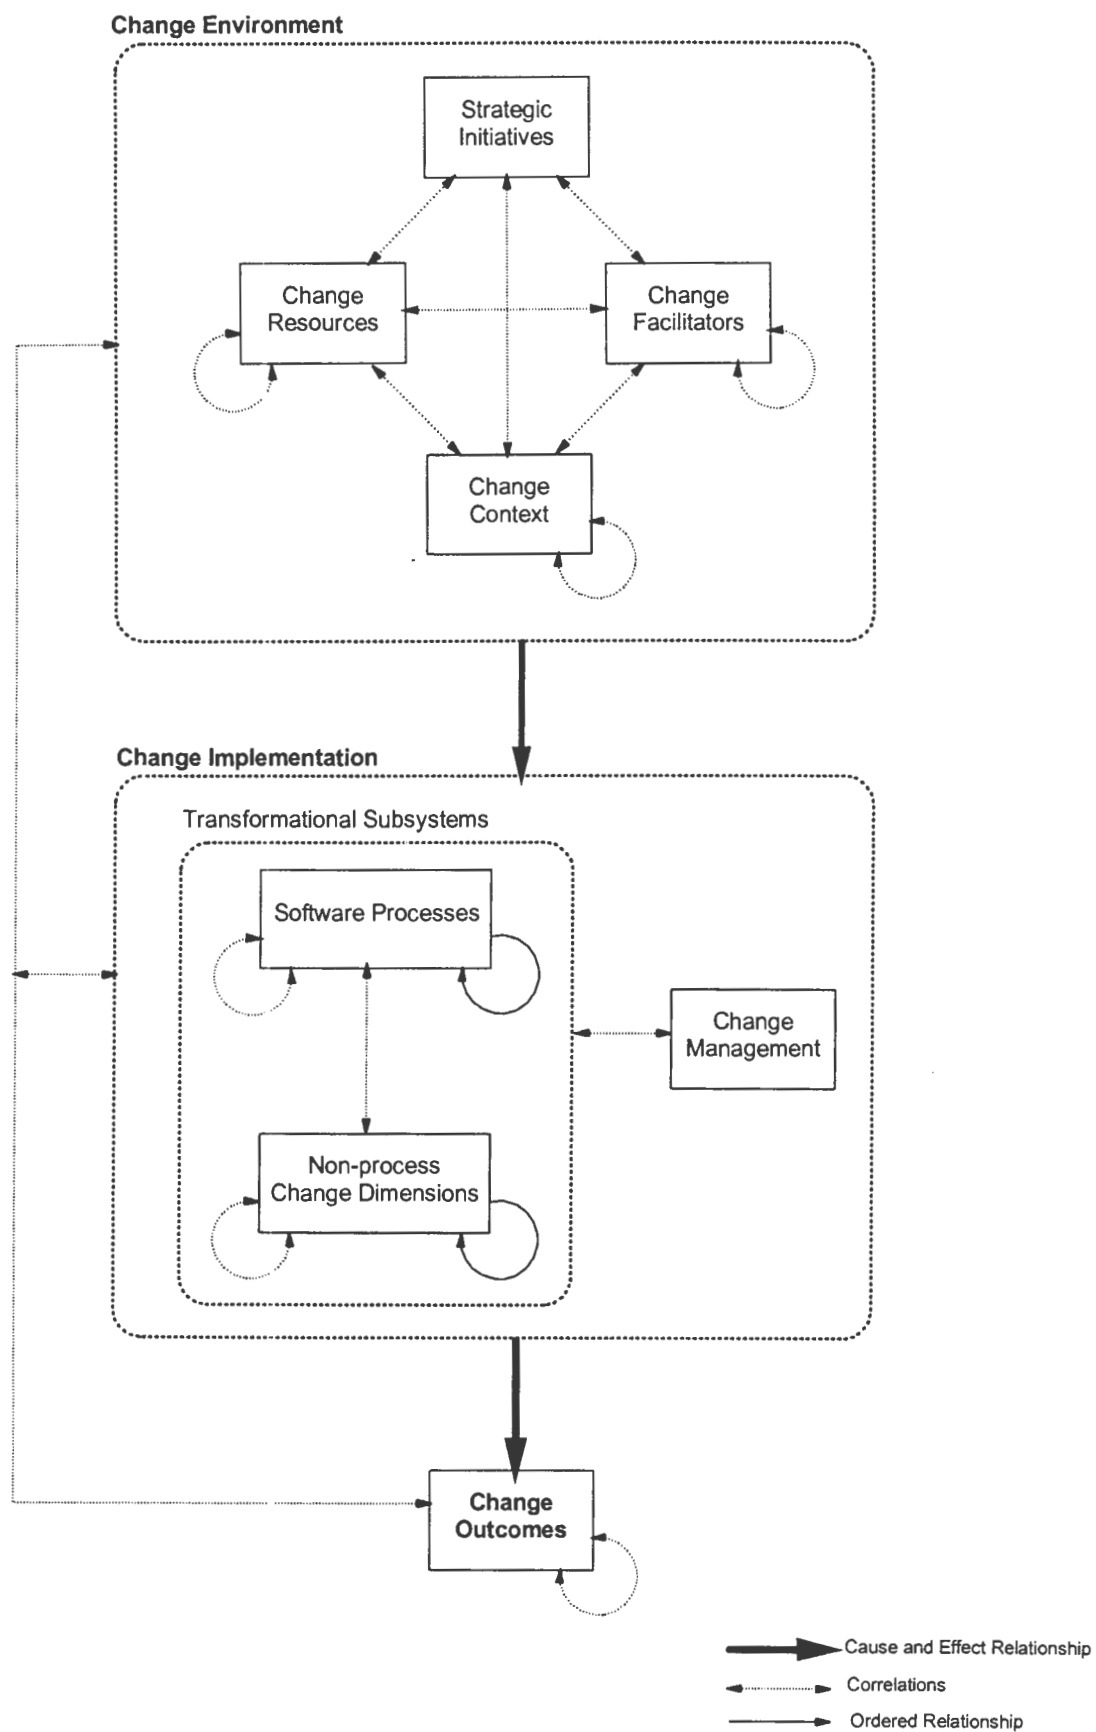 Change Environment
Strategic
Initiatives
Change
Resources
Change
Facilitators
Change
Context
Change Implementation
Transformational Subsystems
Software Processes
Change
Management
Non-process
Change Dimensions
Change
Outcomes
Cause and Effect Relationship
Correlations
Ordered Relationship